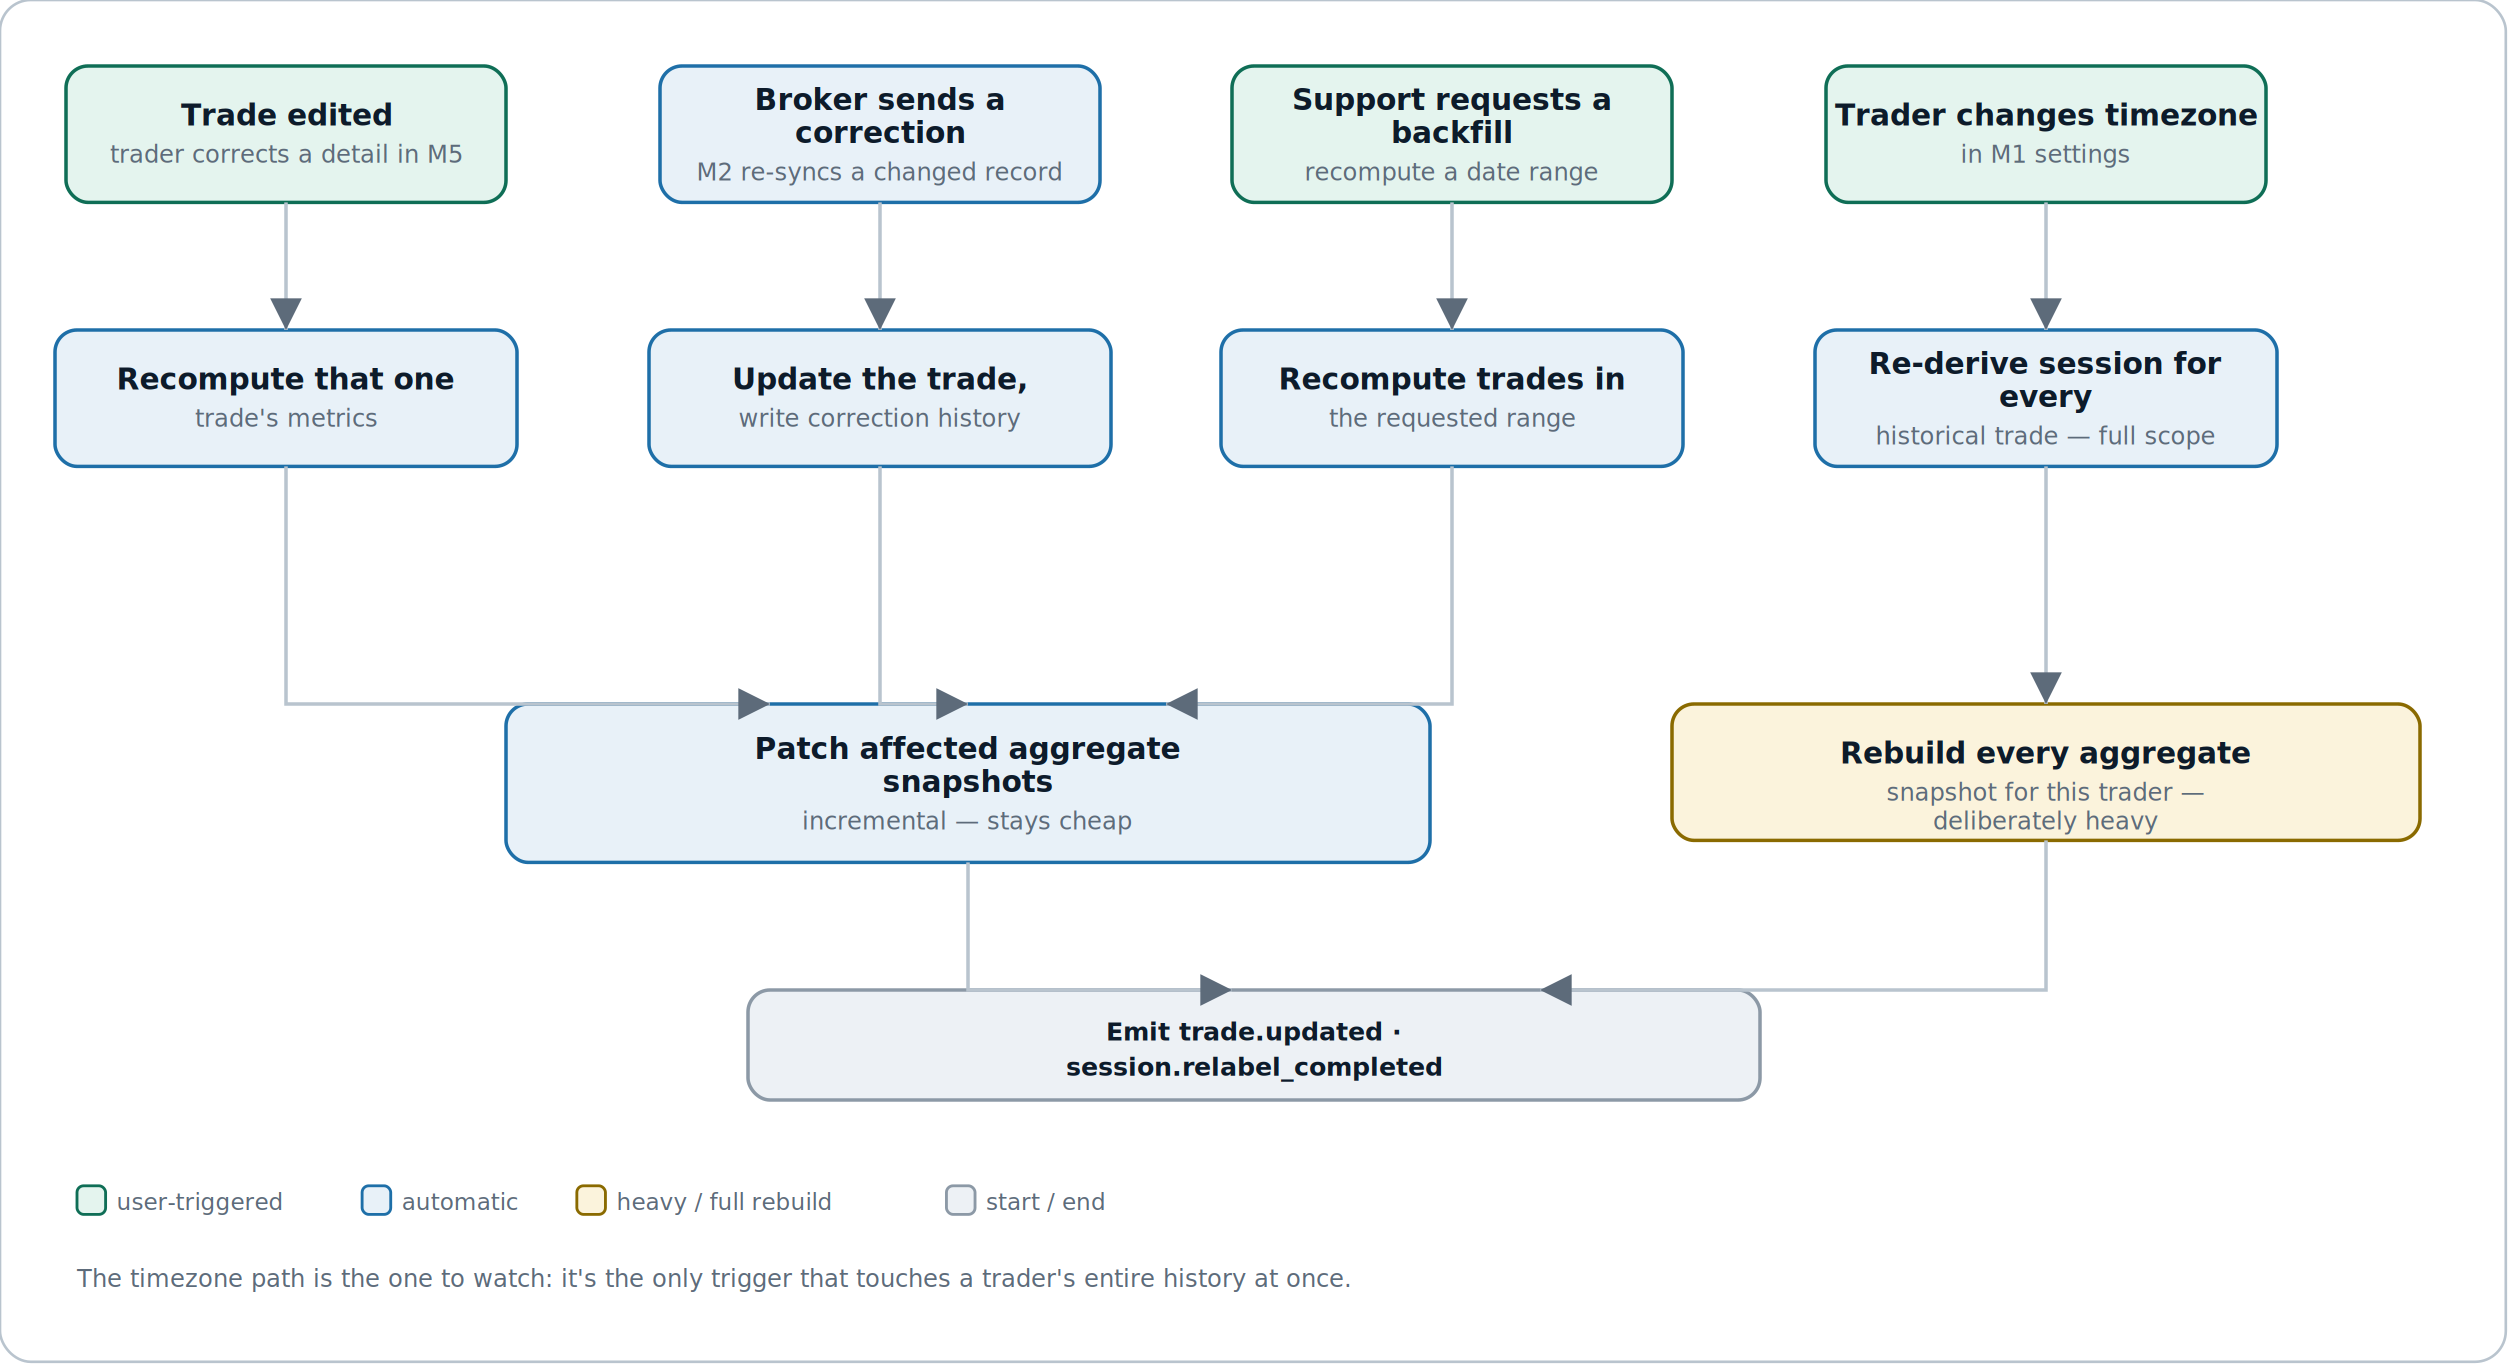 Trade edited
trader corrects a detail in M5
Broker sends a
correction
M2 re-syncs a changed record
Support requests a
backfill
recompute a date range
Trader changes timezone
in M1 settings
Recompute that one
trade's metrics
Update the trade,
write correction history
Recompute trades in
the requested range
Re-derive session for
every
historical trade — full scope
Patch affected aggregate
snapshots
incremental — stays cheap
Rebuild every aggregate
snapshot for this trader —
deliberately heavy
Emit trade.updated ·
session.relabel_completed
user-triggered
automatic
heavy / full rebuild
start / end
The timezone path is the one to watch: it's the only trigger that touches a trader's entire history at once.